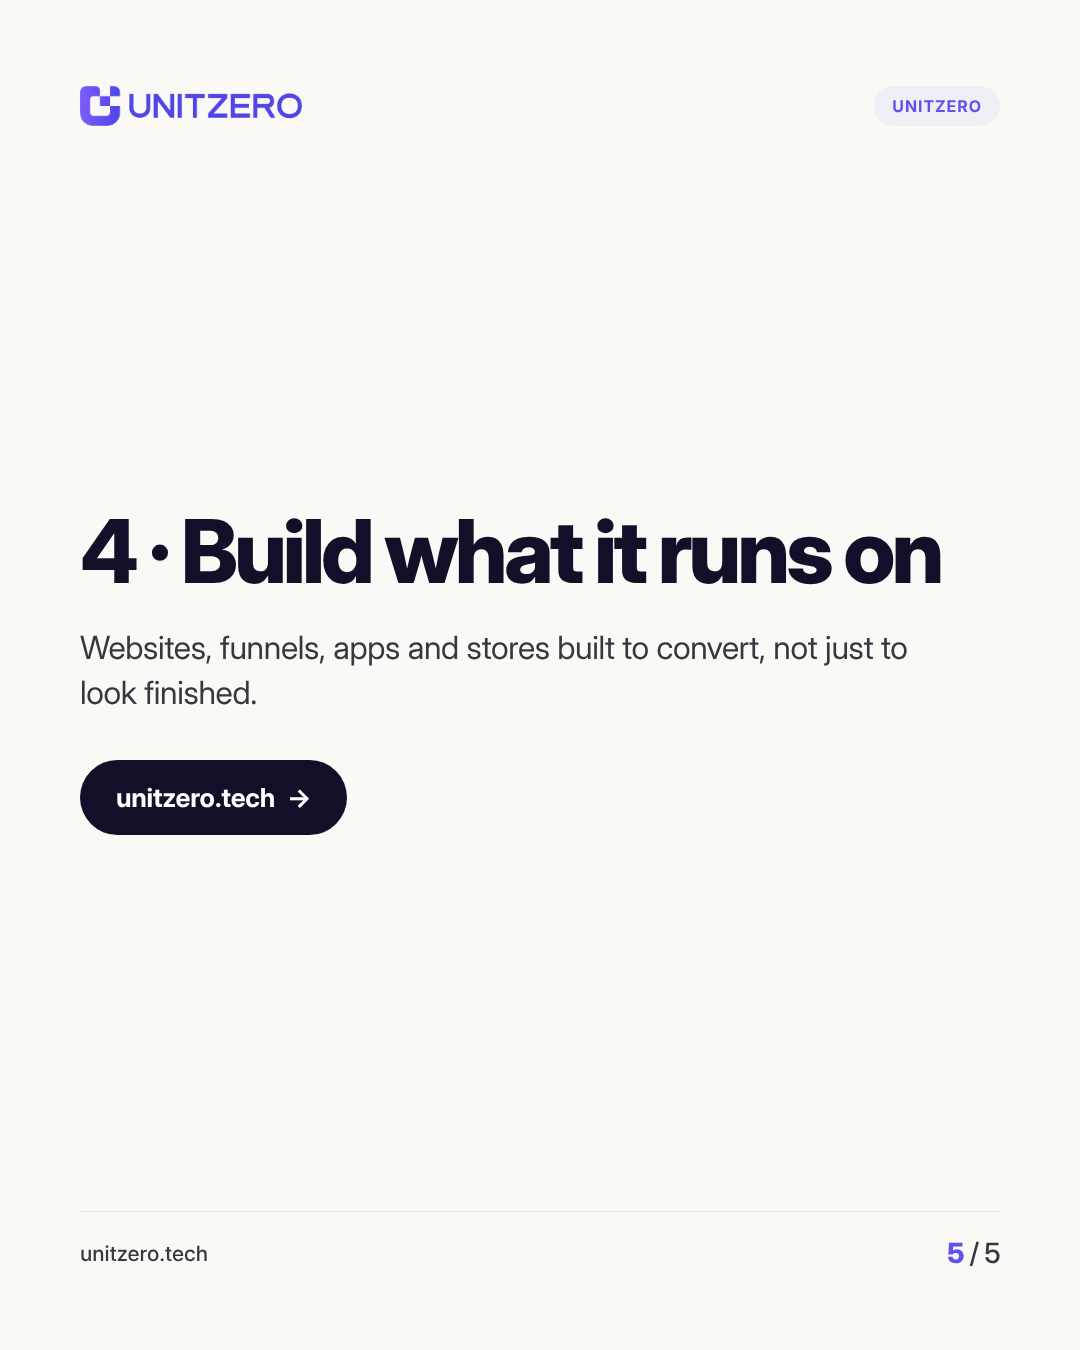 UNITZERO
UNITZERO
4 · Build what it runs on
Websites, funnels, apps and stores built to convert, not just to
look finished.
unitzero.tech →
unitzero.tech
5 / 5